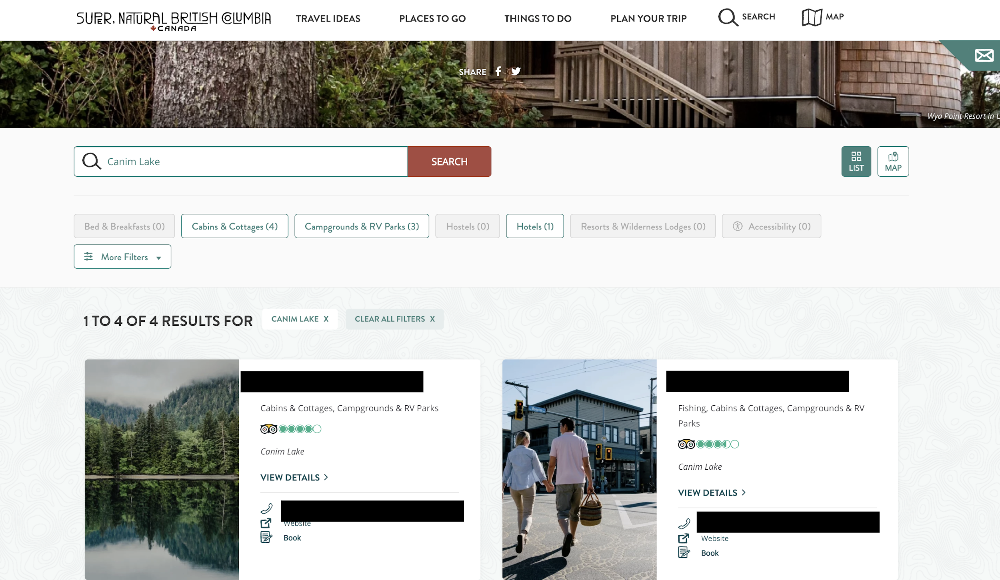 SUPER, NATURAL BRITISH COLUMBIA
CANADA
TRAVEL IDEAS
PLACES TO GO
THINGS TO DO
PLAN YOUR TRIP
SEARCH
MAP
SHARE
Wya Point Resort in U
Canim Lake
SEARCH
LIST
MAP
Bed & Breakfasts (0)
Cabins & Cottages (4)
Campgrounds & RV Parks (3)
Hostels (0)
Hotels (1)
Resorts & Wilderness Lodges (0)
Accessibility (0)
More Filters
1 TO 4 OF 4 RESULTS FOR
CANIM LAKE X
CLEAR ALL FILTERS X
Cabins & Cottages, Campgrounds & RV Parks
Canim Lake
VIEW DETAILS >
Website
Book
Moncton
Fishing, Cabins & Cottages, Campgrounds & RV
Parks
Canim Lake
VIEW DETAILS >
Website
Book